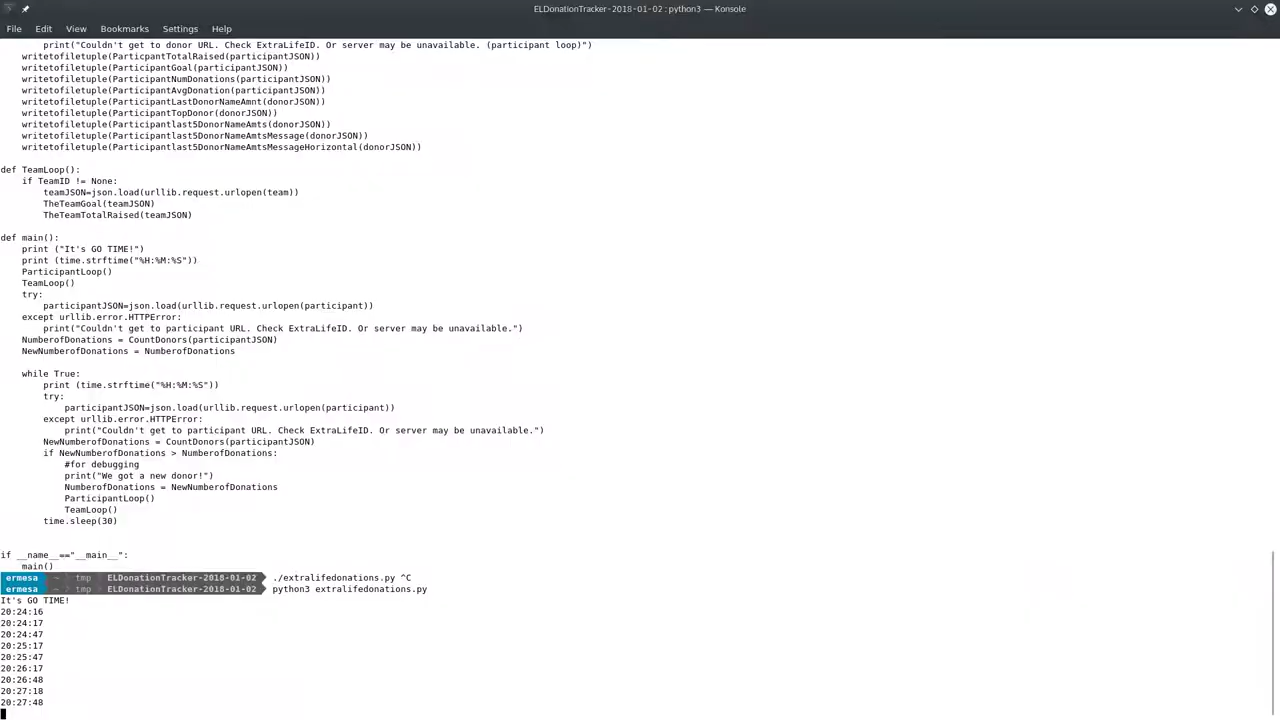 ELDonationTracker-2018-01-02 : python3 — Konsole
File Edit View Bookmarks Settings Help
print("Couldn't get to donor URL. Check ExtraLifeID. Or server may be unavailable. (participant loop)")
writetofiletuple(ParticpantTotalRaised(participantJSON))
writetofiletuple(ParticipantGoal(participantJSON))
writetofiletuple(ParticipantNumDonations(participantJSON))
writetofiletuple(ParticipantAvgDonation(participantJSON))
writetofiletuple(ParticipantLastDonorNameAmnt(donorJSON))
writetofiletuple(ParticipantTopDonor(donorJSON))
writetofiletuple(Participantlast5DonorNameAmts(donorJSON))
writetofiletuple(Participantlast5DonorNameAmtsMessage(donorJSON))
writetofiletuple(Participantlast5DonorNameAmtsMessageHorizontal(donorJSON))
def TeamLoop():
if TeamID != None:
teamJSON=json.load(urllib.request.urlopen(team))
TheTeamGoal(teamJSON)
TheTeamTotalRaised(teamJSON)
def main():
print ("It's GO TIME!")
print (time.strftime("%H:%M:%S"))
ParticipantLoop()
TeamLoop()
try:
participantJSON=json.load(urllib.request.urlopen(participant))
except urllib.error.HTTPError:
print("Couldn't get to participant URL. Check ExtraLifeID. Or server may be unavailable.")
NumberofDonations = CountDonors(participantJSON)
NewNumberofDonations = NumberofDonations
while True:
print (time.strftime("%H:%M:%S"))
try:
participantJSON=json.load(urllib.request.urlopen(participant))
except urllib.error.HTTPError:
print("Couldn't get to participant URL. Check ExtraLifeID. Or server may be unavailable.")
NewNumberofDonations = CountDonors(participantJSON)
if NewNumberofDonations > NumberofDonations:
#for debugging
print("We got a new donor!")
NumberofDonations = NewNumberofDonations
ParticipantLoop()
TeamLoop()
time.sleep(30)
if __name__=="__main__":
main()
ermesa ~ tmp ELDonationTracker-2018-01-02 ./extralifedonations.py ^C
ermesa ~ tmp ELDonationTracker-2018-01-02 python3 extralifedonations.py
It's GO TIME!
20:24:16
20:24:17
20:24:47
20:25:17
20:25:47
20:26:17
20:26:48
20:27:18
20:27:48